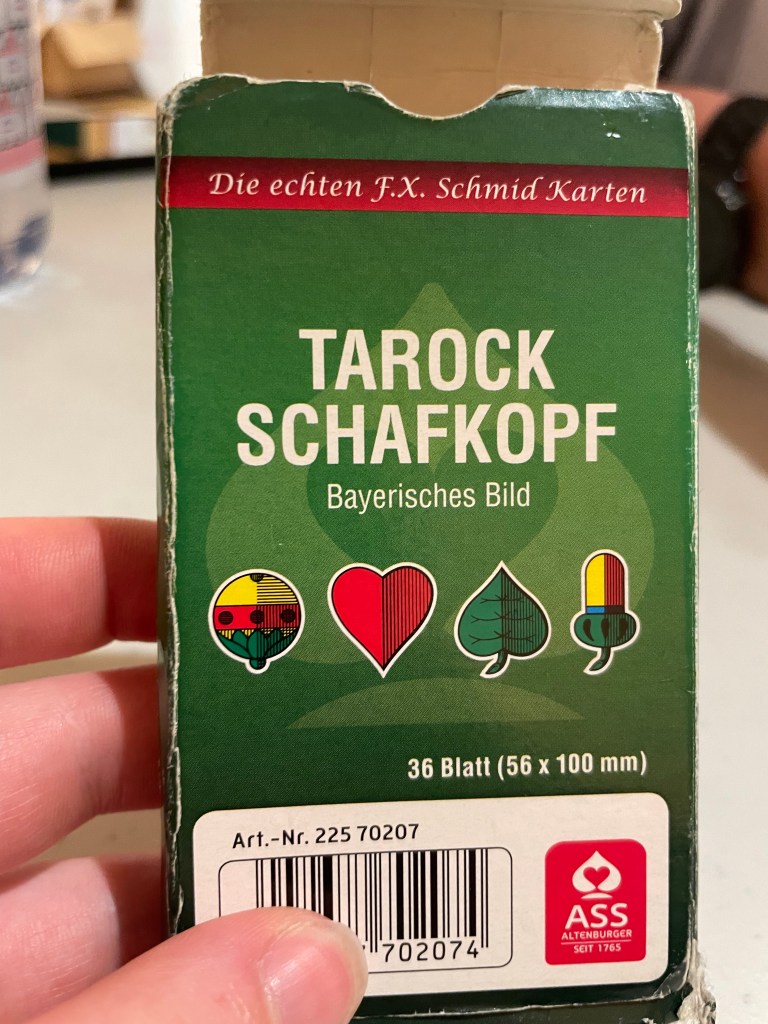 Die echten F.X. Schmid Karten
TAROCK
SCHAFKOPF
Bayerisches Bild
36 Blatt (56 x 100 mm)
Art.-Nr. 225 70207
702074
ASS
ALTENBURGER
SEIT 1765